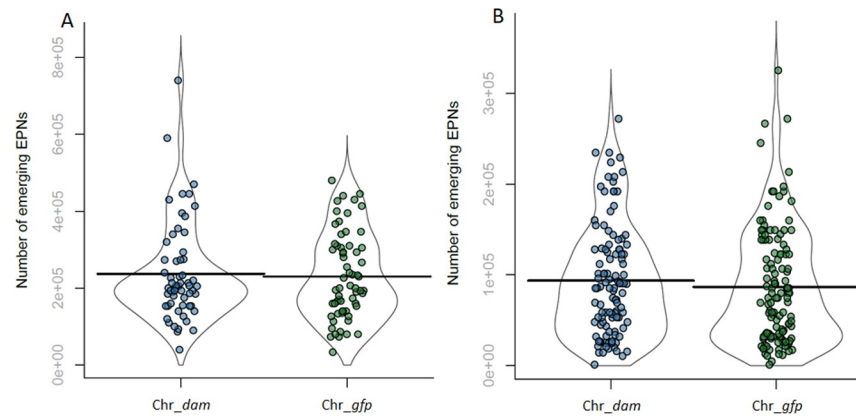 A
Number of emerging EPNs
8e+05
6e+05
4e+05
2e+05
0e+00
Chr_dam
Chr_gfp
B
Number of emerging EPNs
3e+05
2e+05
1e+05
0e+00
Chr_dam
Chr_gfp